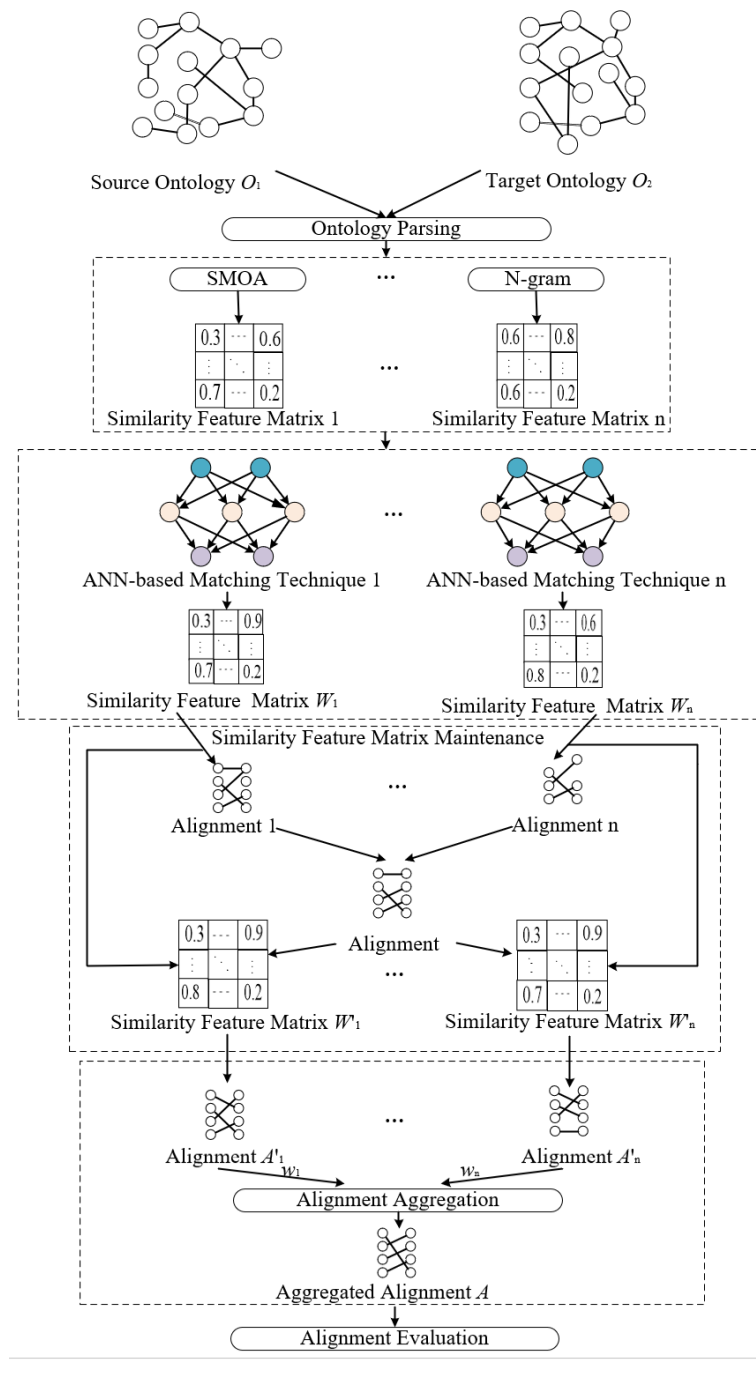 Source Ontology O1
Target Ontology O2
Ontology Parsing
SMOA
...
N-gram
0.3 ... 0.6
0.7 ... 0.2
...
0.6 ... 0.8
0.6 ... 0.2
Similarity Feature Matrix 1
Similarity Feature Matrix n
...
ANN-based Matching Technique 1
ANN-based Matching Technique n
0.3 ... 0.9
0.7 ... 0.2
0.3 ... 0.6
0.8 ... 0.2
Similarity Feature Matrix W1
Similarity Feature Matrix Wn
Similarity Feature Matrix Maintenance
...
Alignment 1
Alignment n
Alignment
0.3 ... 0.9
0.8 ... 0.2
...
0.3 ... 0.9
0.7 ... 0.2
Similarity Feature Matrix W'1
Similarity Feature Matrix W'n
...
Alignment A'1
Alignment A'n
w1
wn
Alignment Aggregation
Aggregated Alignment A
Alignment Evaluation